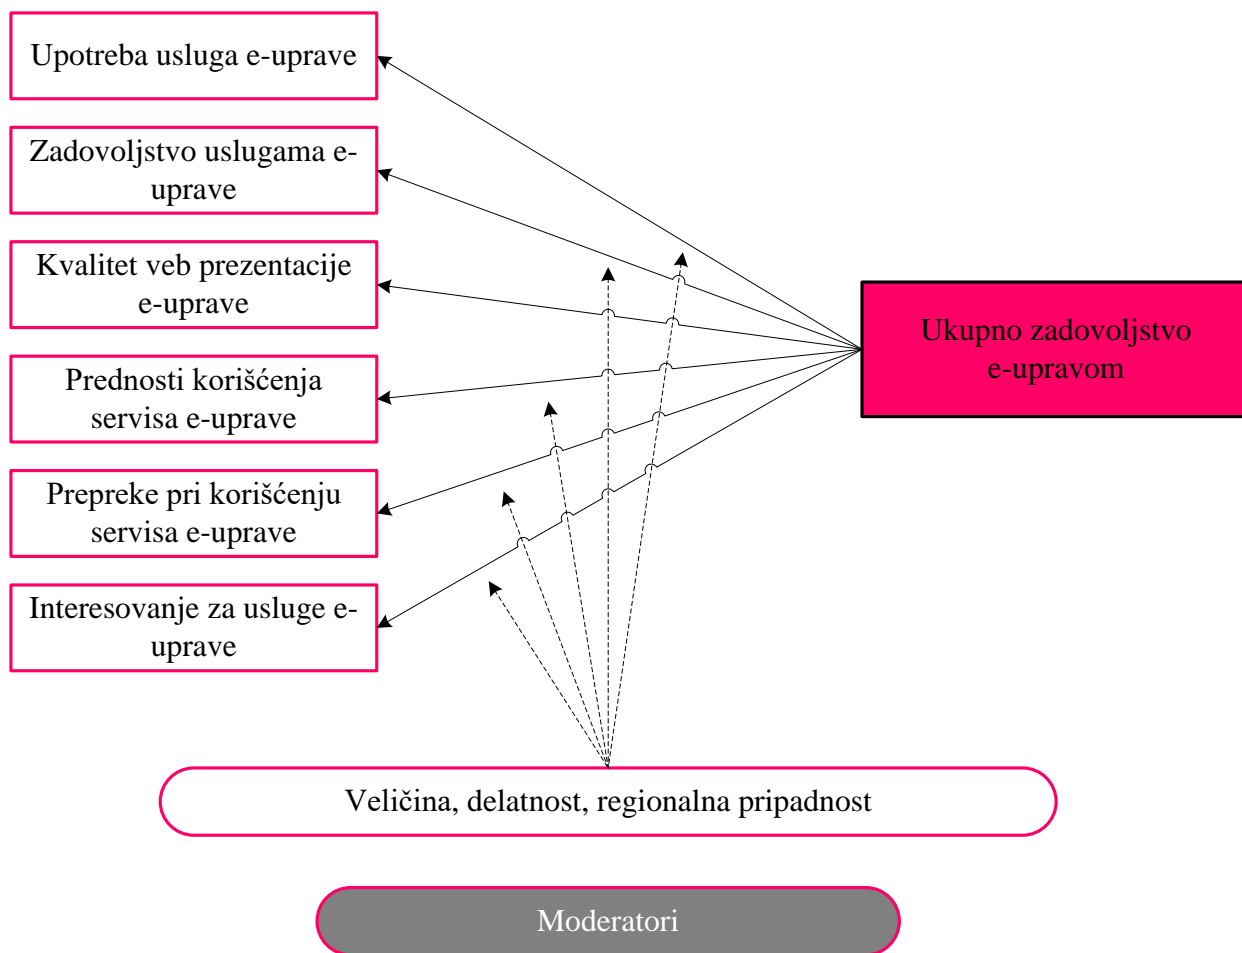 Upotreba usluga e-uprave
Zadovoljstvo uslugama e-
uprave
Kvalitet veb prezentacije
e-uprave
Prednosti korišćenja
servisa e-uprave
Prepreke pri korišćenju
servisa e-uprave
Interesovanje za usluge e-
uprave
Ukupno zadovoljstvo
e-upravom
Veličina, delatnost, regionalna pripadnost
Moderatori